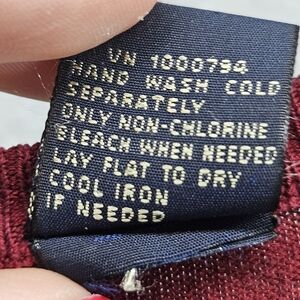 UN 1000794
HAND WASH COLD
SEPARATELY
ONLY NON-CHLORINE
BLEACH WHEN NEEDED
LAY FLAT TO DRY
COOL IRON
IF NEEDED